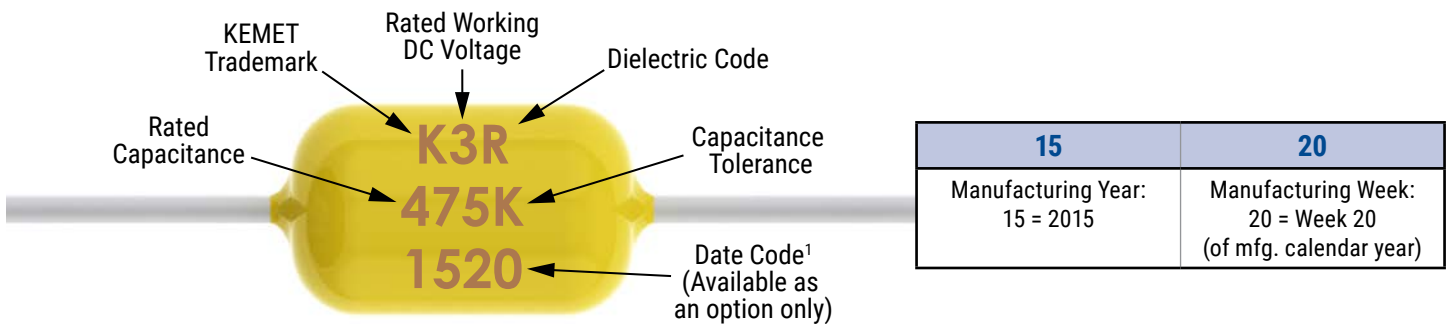 KEMET
Trademark
Rated Working
DC Voltage
Dielectric Code
Rated
Capacitance
Capacitance
Tolerance
K3R
475K
1520
Date Code¹
(Available as
an option only)
15
20
Manufacturing Year:
15 = 2015
Manufacturing Week:
20 = Week 20
(of mfg. calendar year)